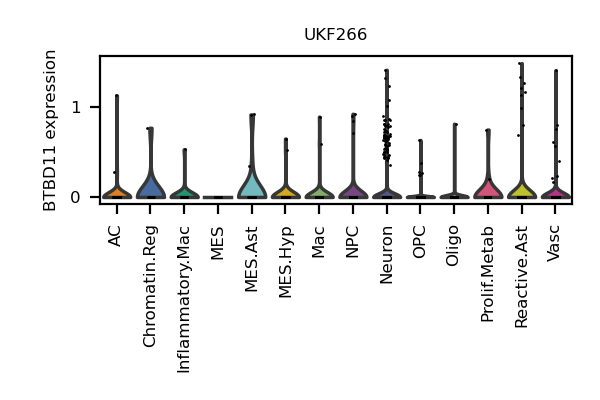 UKF266
BTBD11 expression
1
0
AC
Chromatin.Reg
Inflammatory.Mac
MES
MES.Ast
MES.Hyp
Mac
NPC
Neuron
OPC
Oligo
Prolif.Metab
Reactive.Ast
Vasc